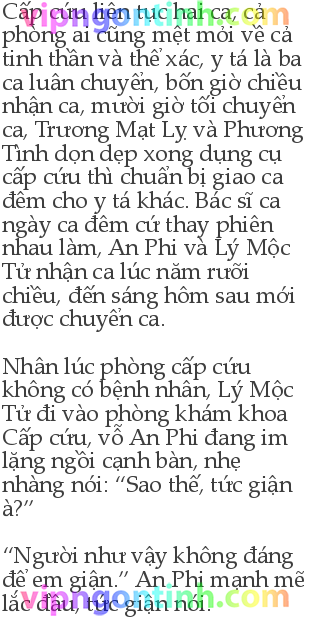 Cấp cứu liên tục hai ca, cả
phòng ai cũng mệt mỏi về cả
tinh thần và thể xác, y tá là ba
ca luân chuyển, bốn giờ chiều
nhận ca, mười giờ tối chuyển
ca, Trương Mạt Lỵ và Phương
Tình dọn dẹp xong dụng cụ
cấp cứu thì chuẩn bị giao ca
đêm cho y tá khác. Bác sĩ ca
ngày ca đêm cứ thay phiên
nhau làm, An Phi và Lý Mộc
Tử nhận ca lúc năm rưỡi
chiều, đến sáng hôm sau mới
được chuyển ca.
Nhân lúc phòng cấp cứu
không có bệnh nhân, Lý Mộc
Tử đi vào phòng khám khoa
Cấp cứu, vỗ An Phi đang im
lặng ngồi cạnh bàn, nhẹ
nhàng nói: “Sao thế, tức giận
à?”
“Người như vậy không đáng
để em giận.” An Phi mạnh mẽ
lắc đầu, tức giận nói.
vipngontinh.com
vipngontinh.com